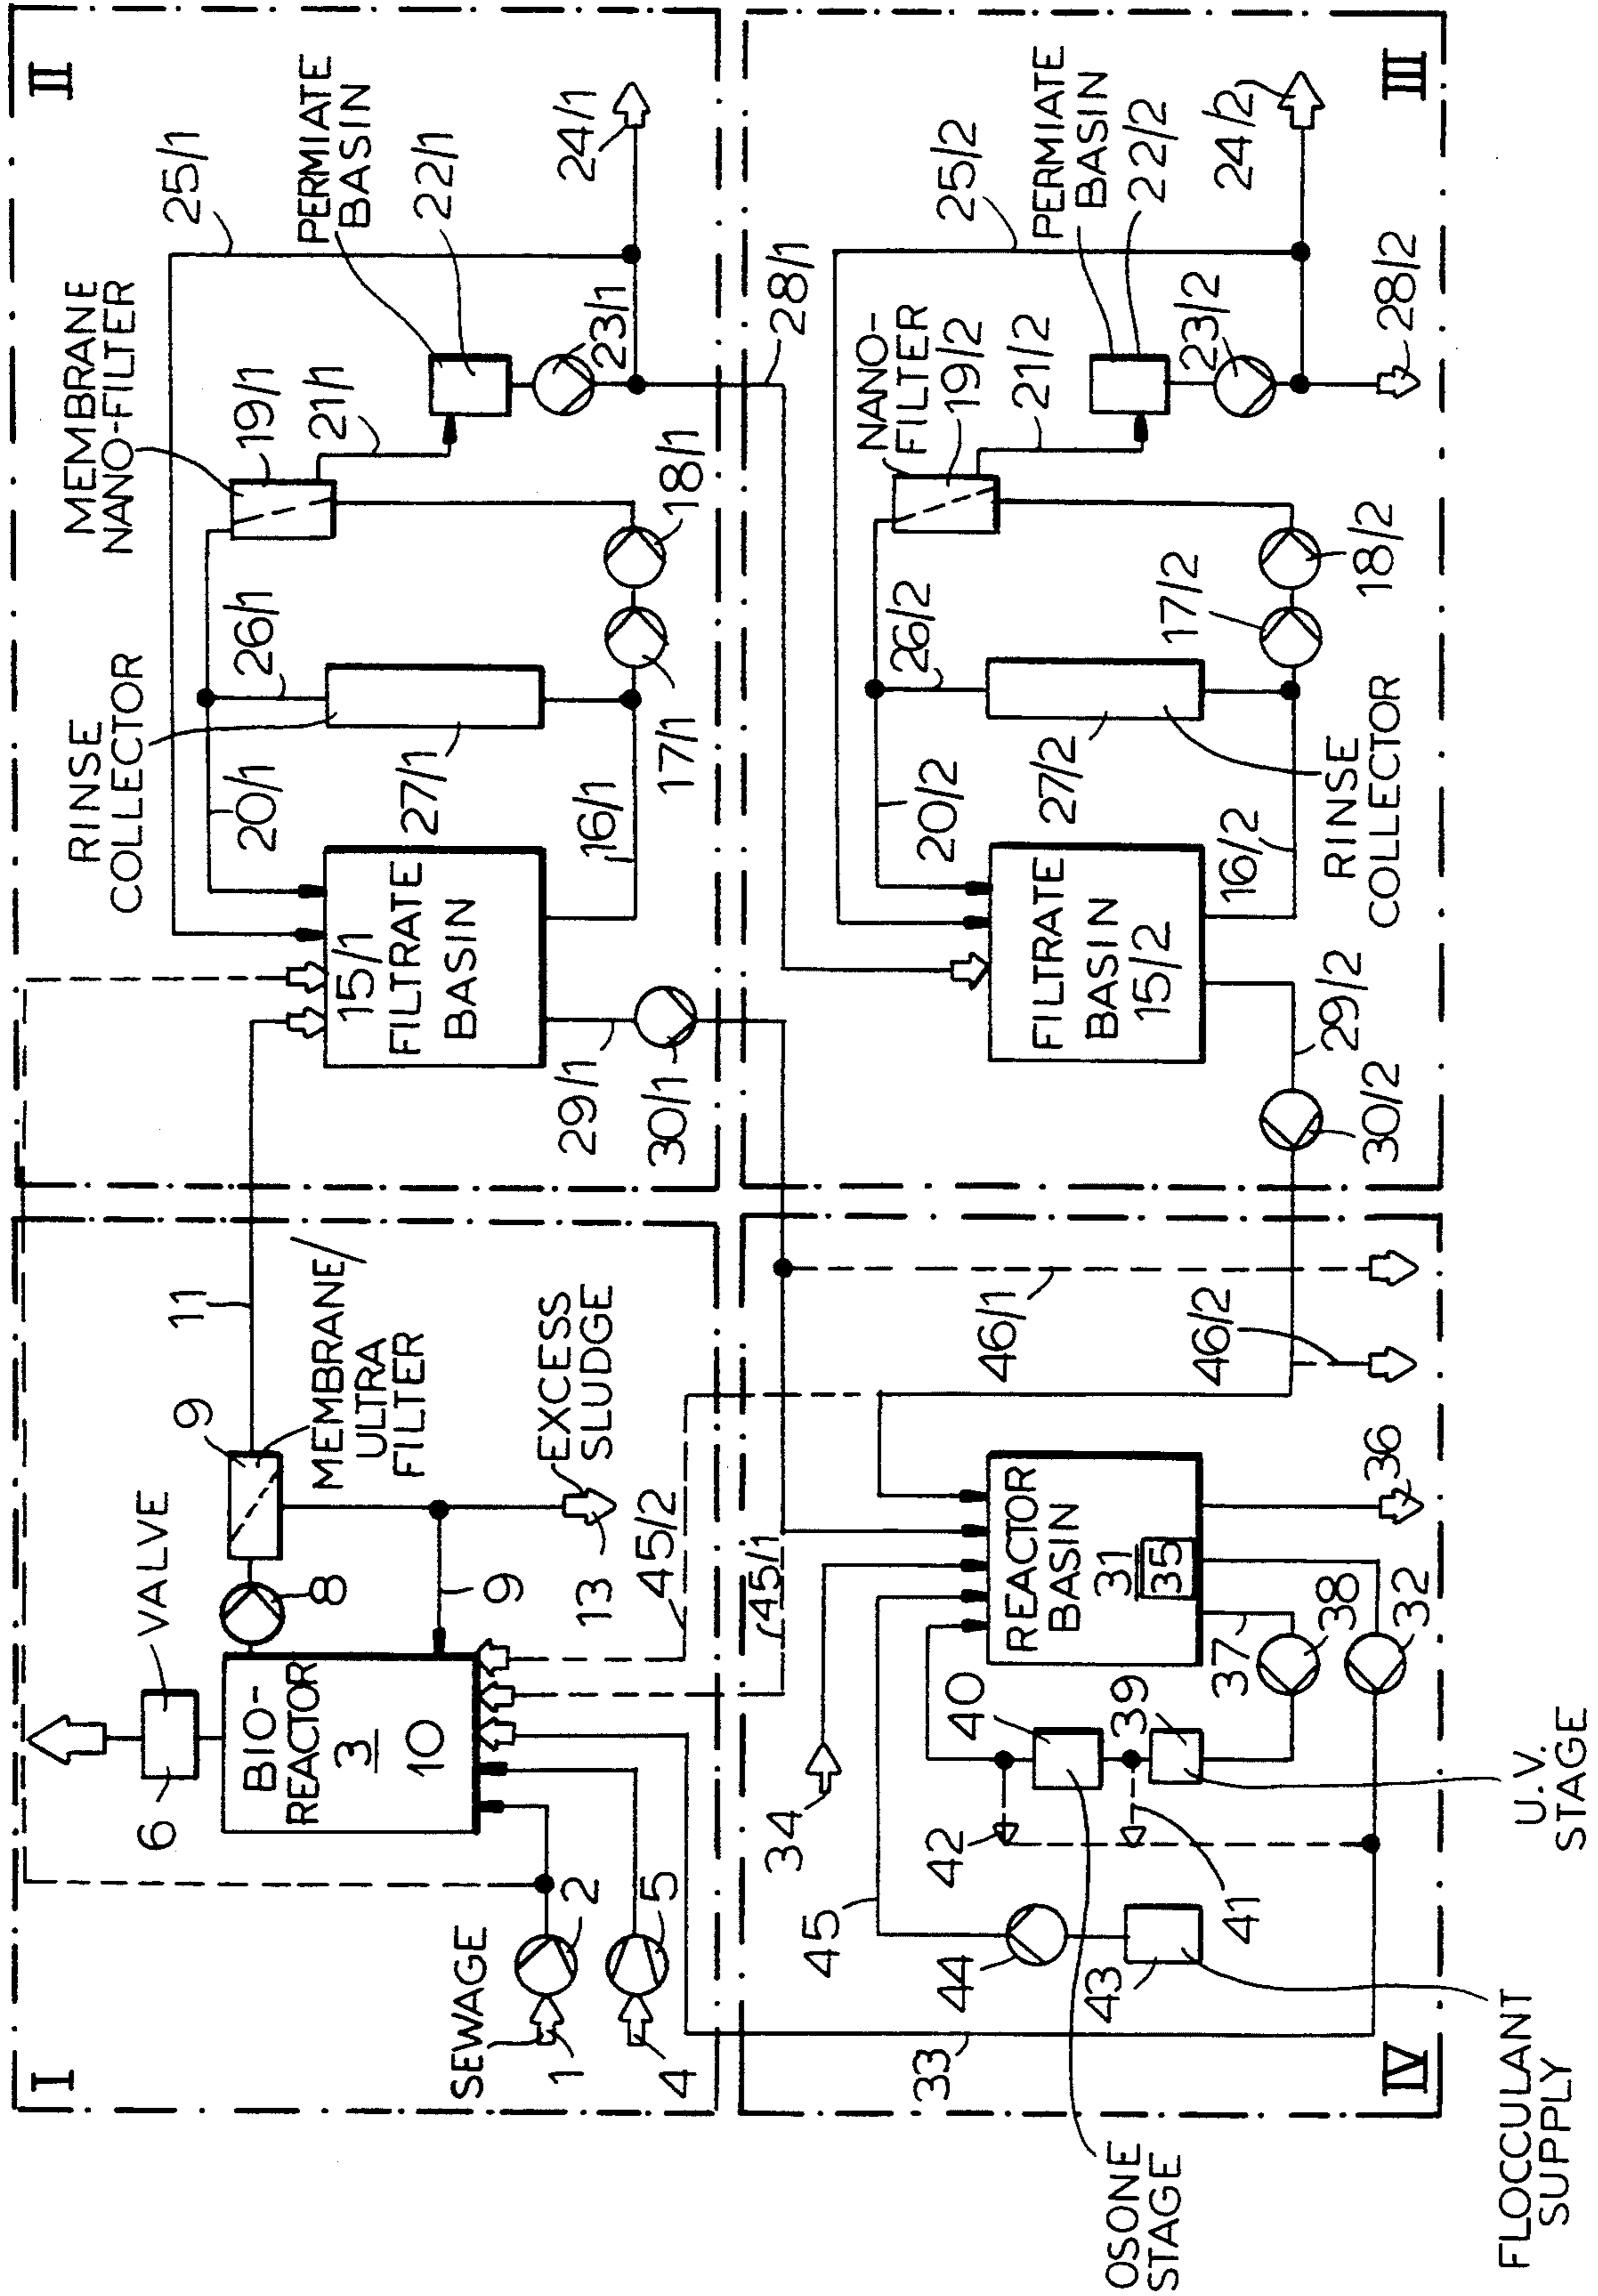 I
SEWAGE
1
2
4
5
6
VALVE
BIO-
REACTOR
3
10
8
9
MEMBRANE/
ULTRA
FILTER
11
9
EXCESS
SLUDGE
13
45/2
45/1
II
RINSE
COLLECTOR
MEMBRANE
NANO-FILTER
25/1
20/1
26/1
19/1
21/1
PERMIATE
BASIN
22/1
15/1
FILTRATE
BASIN
27/1
16/1
17/1
18/1
23/1
24/1
29/1
30/1
28/1
III
NANO-
FILTER
19/2
21/2
25/2
PERMIATE
BASIN
22/2
20/2
26/2
27/2
17/2
18/2
23/2
24/2
28/2
FILTRATE
BASIN
15/2
16/2
RINSE
COLLECTOR
29/2
30/2
IV
33
34
45
44
43
42
41
40
39
37
38
32
REACTOR
BASIN
31
35
36
46/1
46/2
OSONE
STAGE
U.V.
STAGE
FLOCCULANT
SUPPLY